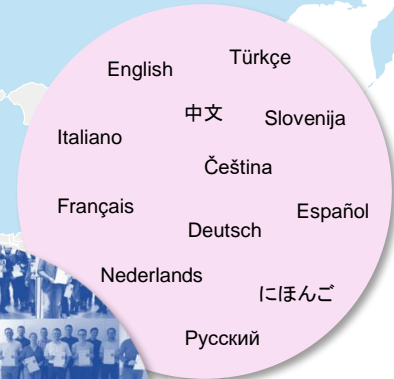 Türkçe
English
中文
Slovenija
Italiano
Čeština
Français
Español
Deutsch
Nederlands
にほんご
Русский